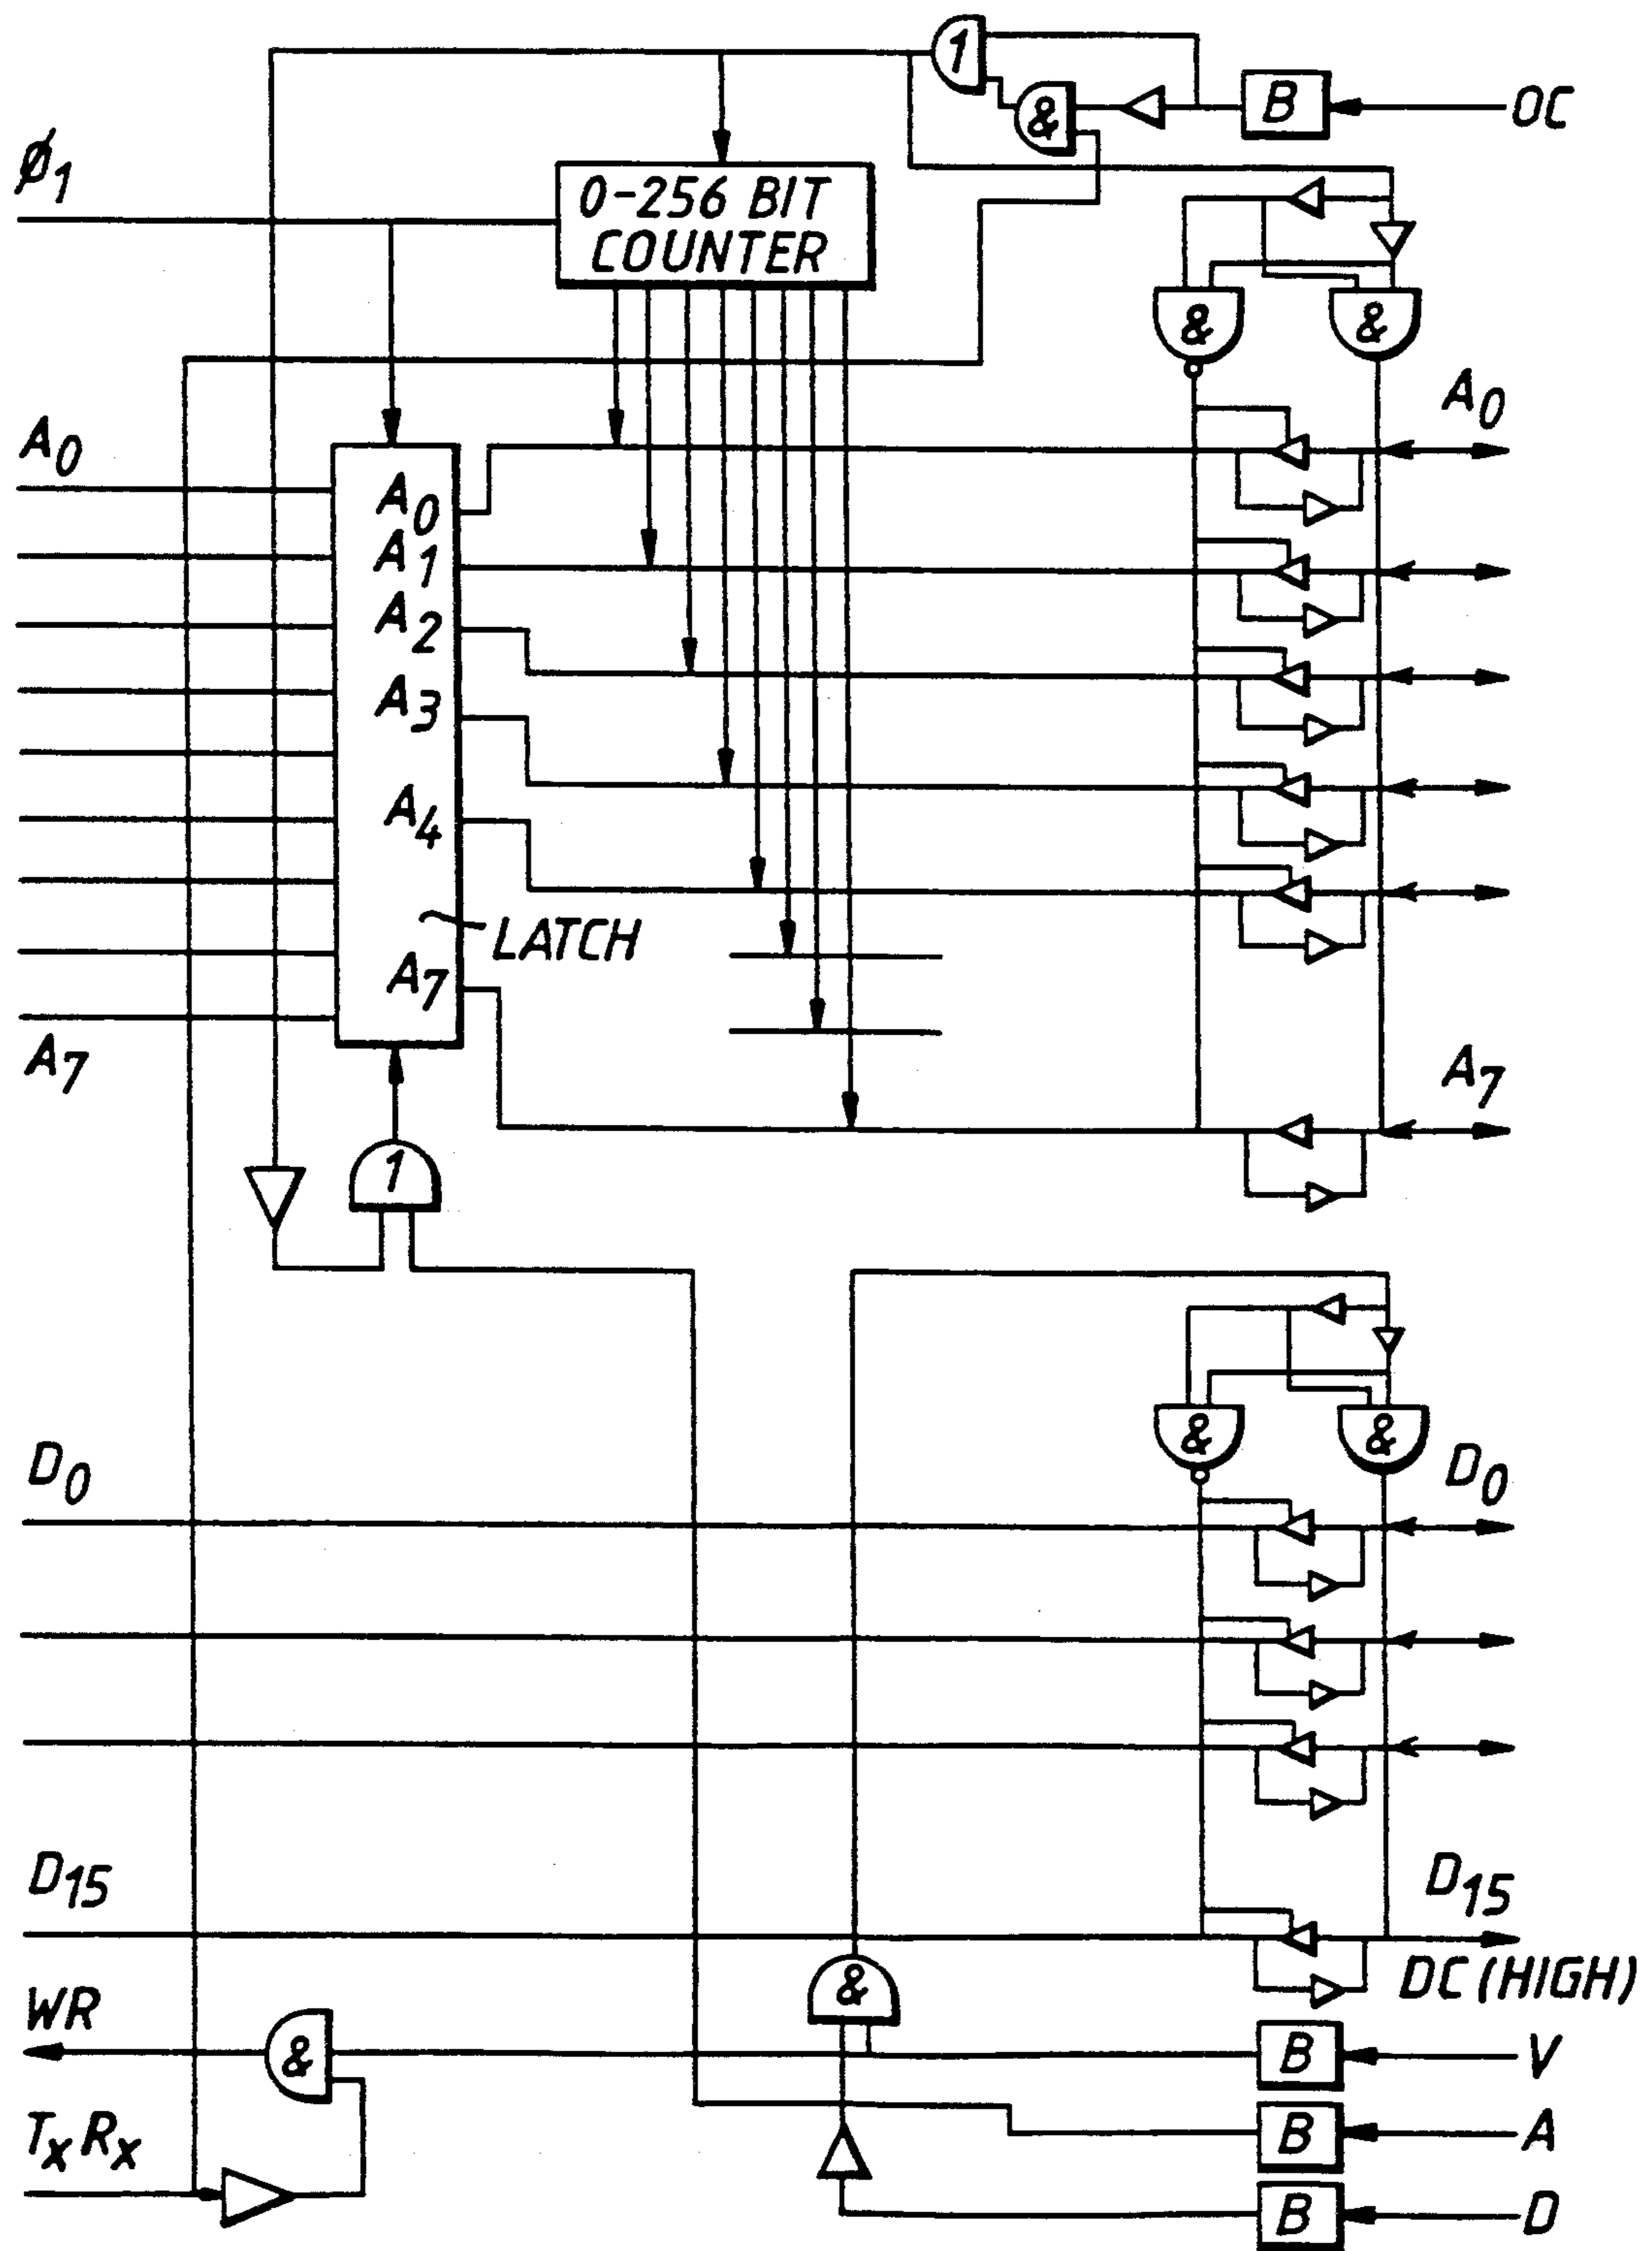 1
&
B
OC
ø1
0-256 BIT
COUNTER
&
&
A0
A0
A0
A1
A2
A3
A4
LATCH
A7
A7
A7
1
&
&
D0
D0
D15
D15
DC (HIGH)
&
WR
&
B
V
TxRx
B
A
B
D